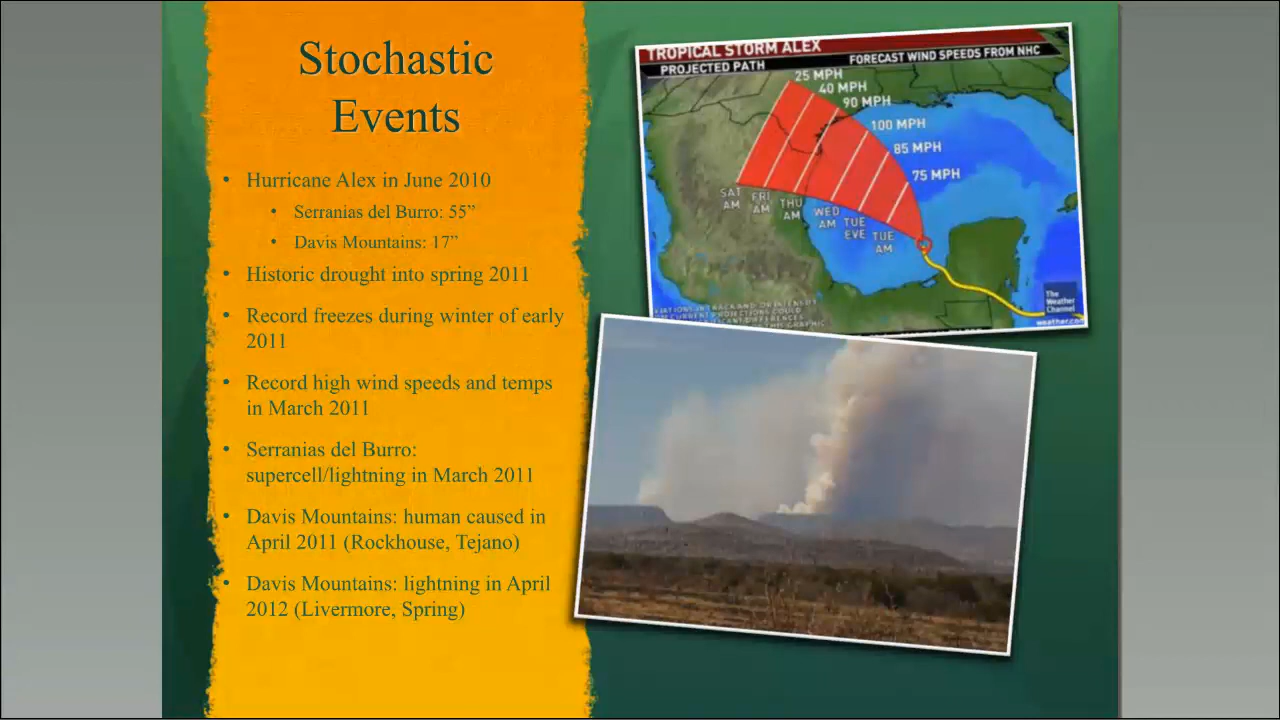 Stochastic
Events
• Hurricane Alex in June 2010
• Serranias del Burro: 55”
• Davis Mountains: 17”
• Historic drought into spring 2011
• Record freezes during winter of early
2011
• Record high wind speeds and temps
in March 2011
• Serranias del Burro:
supercell/lightning in March 2011
• Davis Mountains: human caused in
April 2011 (Rockhouse, Tejano)
• Davis Mountains: lightning in April
2012 (Livermore, Spring)
TROPICAL STORM ALEX
PROJECTED PATH
FORECAST WIND SPEEDS FROM NHC
25 MPH
40 MPH
90 MPH
100 MPH
85 MPH
75 MPH
SAT
AM
FRI
AM
THU
AM
WED
AM
TUE
EVE
TUE
AM
The
Weather
Channel
weather.com